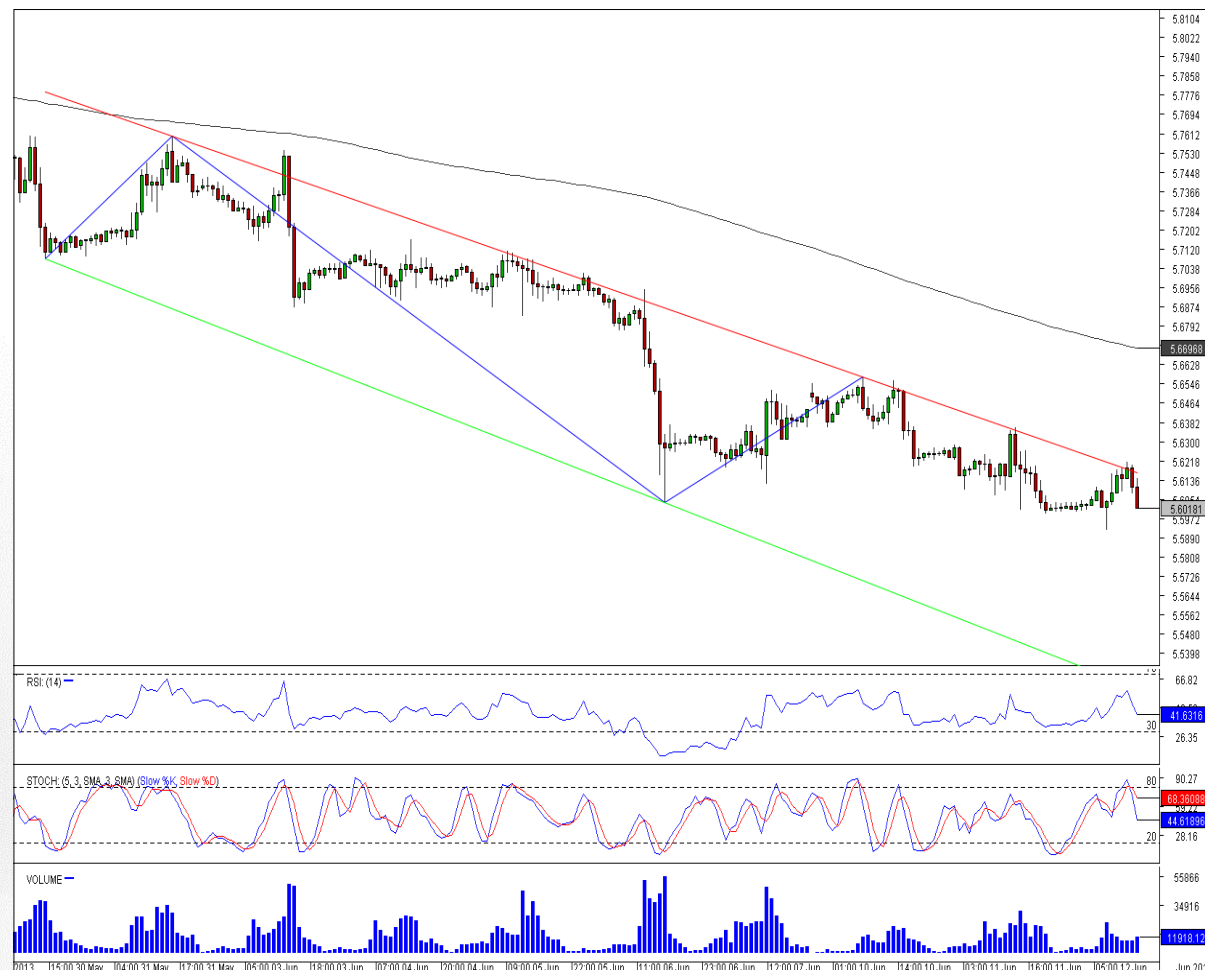 5.8104
5.8022
5.7940
5.7858
5.7776
5.7694
5.7612
5.7530
5.7448
5.7366
5.7284
5.7202
5.7120
5.7038
5.6956
5.6874
5.6792
5.66968
5.6628
5.6546
5.6464
5.6382
5.6300
5.6218
5.6136
5.60181
5.5972
5.5890
5.5808
5.5726
5.5644
5.5562
5.5480
5.5398
RSI: (14)
66.82
41.6316
30
26.35
STOCH: (5, 3, SMA, 3, SMA) (Slow %K, Slow %D)
80
90.27
68.36088
44.61896
20
28.16
VOLUME
55866
34916
11918.12
2013
15:00 30 May
04:00 31 May
17:00 31 May
05:00 03 Jun
18:00 03 Jun
07:00 04 Jun
20:00 04 Jun
09:00 05 Jun
22:00 05 Jun
11:00 06 Jun
23:00 06 Jun
12:00 07 Jun
01:00 10 Jun
14:00 10 Jun
03:00 11 Jun
16:00 11 Jun
05:00 12 Jun